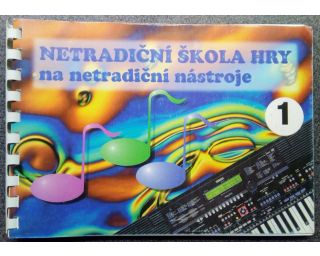 NETRADIČNÍ ŠKOLA HRY
na netradiční nástroje
1